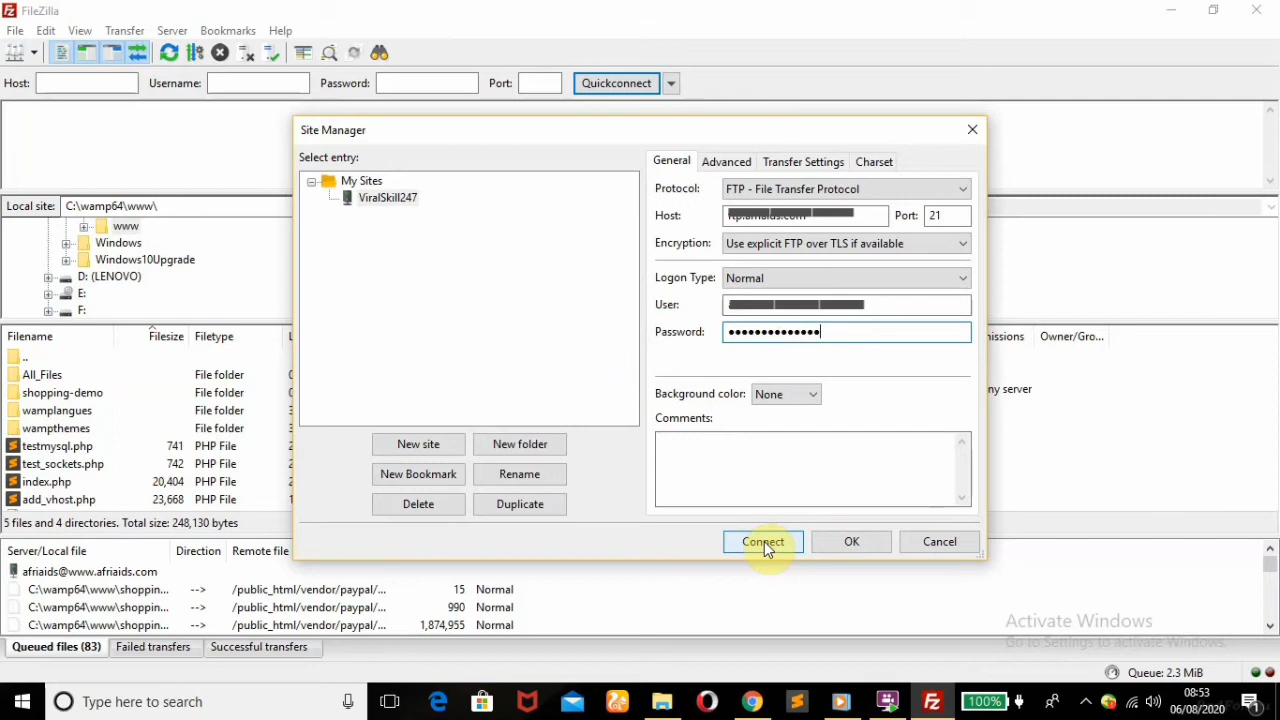 FileZilla
File Edit View Transfer Server Bookmarks Help
Host: Username: Password: Port: Quickconnect
Site Manager
Select entry:
My Sites
ViralSkill247
New site New folder
New Bookmark Rename
Delete Duplicate
General Advanced Transfer Settings Charset
Protocol: FTP - File Transfer Protocol
Host: Port: 21
Encryption: Use explicit FTP over TLS if available
Logon Type: Normal
User:
Password: ••••••••••••••
Background color: None
Comments:
Connect OK Cancel
Local site: C:\wamp64\www\
www
Windows
Windows10Upgrade
D: (LENOVO)
E:
F:
Filename Filesize Filetype L
..
All_Files File folder
shopping-demo File folder
wamplangues File folder 3
wampthemes File folder 3
testmysql.php 741 PHP File
test_sockets.php 742 PHP File
index.php 20,404 PHP File
add_vhost.php 23,668 PHP File
5 files and 4 directories. Total size: 248,130 bytes
issions Owner/Gro...
ny server
Server/Local file Direction Remote file
afriaids@www.afriaids.com
C:\wamp64\www\shoppin... --> /public_html/vendor/paypal/... 15 Normal
C:\wamp64\www\shoppin... --> /public_html/vendor/paypal/... 990 Normal
C:\wamp64\www\shoppin... --> /public_html/vendor/paypal/... 1,874,955 Normal
Queued files (83) Failed transfers Successful transfers
Activate Windows
Go to Settings to activate Windows.
Queue: 2.3 MiB
Type here to search
100%
08:53
06/08/2020
1